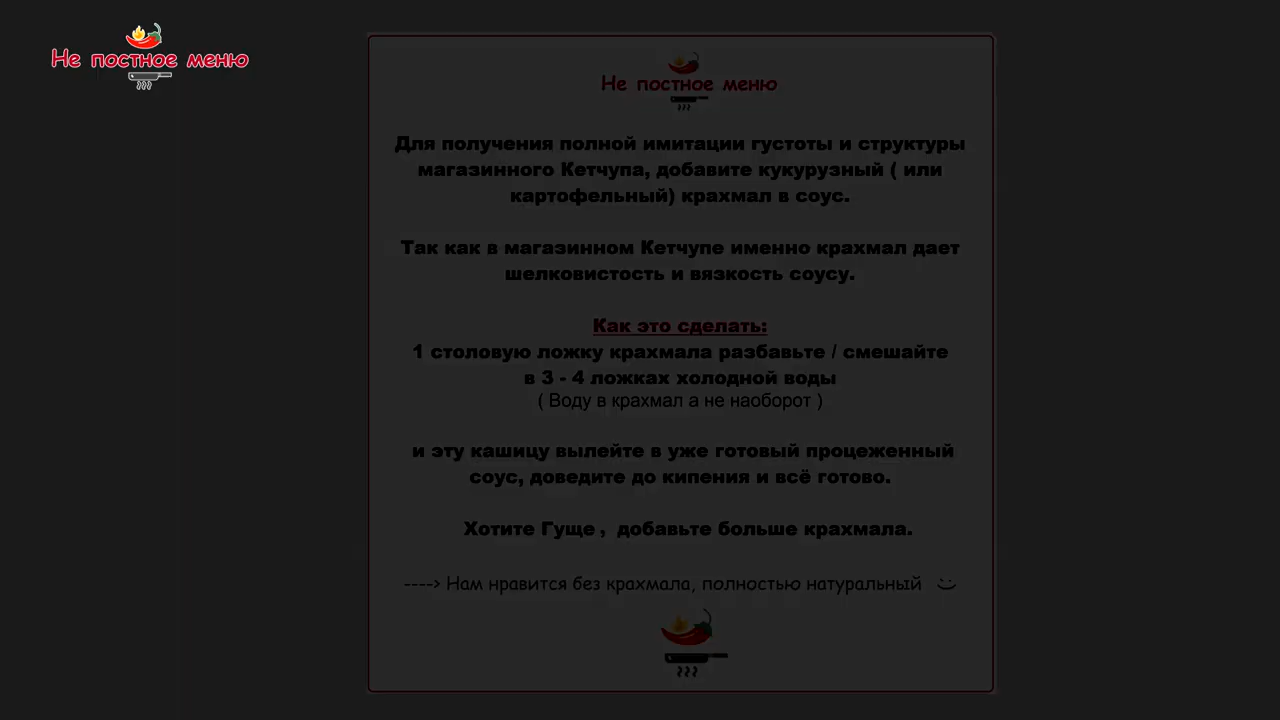 Не постное меню
Не постное меню
Для получения полной имитации густоты и структуры
магазинного Кетчупа, добавите кукурузный ( или
картофельный) крахмал в соус.
Так как в магазинном Кетчупе именно крахмал дает
шелковистость и вязкость соусу.
Как это сделать:
1 столовую ложку крахмала разбавьте / смешайте
в 3 - 4 ложках холодной воды
( Воду в крахмал а не наоборот )
и эту кашицу вылейте в уже готовый процеженный
соус, доведите до кипения и всё готово.
Хотите Гуще , добавьте больше крахмала.
----> Нам нравится без крахмала, полностью натуральный